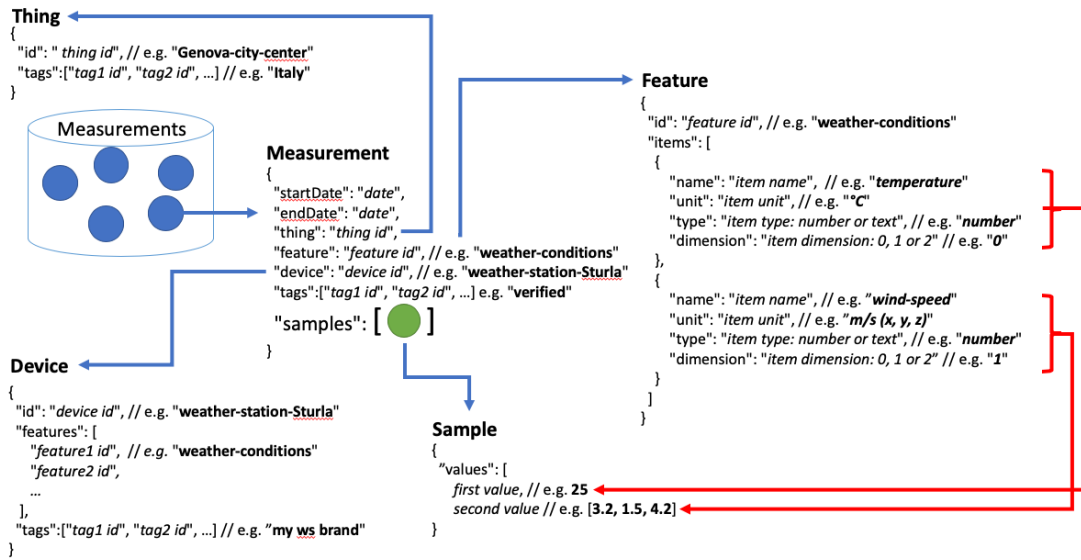 Thing
{
"id": " thing id", // e.g. "Genova-city-center"
"tags":["tag1 id", "tag2 id", …] // e.g. "Italy"
}
Measurements
Measurement
{
"startDate": "date",
"endDate": "date",
"thing": "thing id",
"feature": "feature id", // e.g. "weather-conditions"
"device": "device id", // e.g. "weather-station-Sturla"
"tags":["tag1 id", "tag2 id", …] e.g. "verified"
"samples": [ ]
}
Feature
{
"id": "feature id", // e.g. "weather-conditions"
"items": [
{
"name": "item name", // e.g. "temperature"
"unit": "item unit", // e.g. "°C"
"type": "item type: number or text", // e.g. "number"
"dimension": "item dimension: 0, 1 or 2" // e.g. "0"
},
{
"name": "item name", // e.g. ”wind-speed"
"unit": "item unit", // e.g. ”m/s (x, y, z)"
"type": "item type: number or text", // e.g. "number"
"dimension": "item dimension: 0, 1 or 2” // e.g. "1"
}
]
}
Device
{
"id": "device id", // e.g. "weather-station-Sturla"
"features": [
"feature1 id", // e.g. "weather-conditions"
"feature2 id",
…
],
"tags":["tag1 id", "tag2 id", …] // e.g. ”my ws brand"
}
Sample
{
”values": [
first value, // e.g. 25
second value // e.g. [3.2, 1.5, 4.2]
}